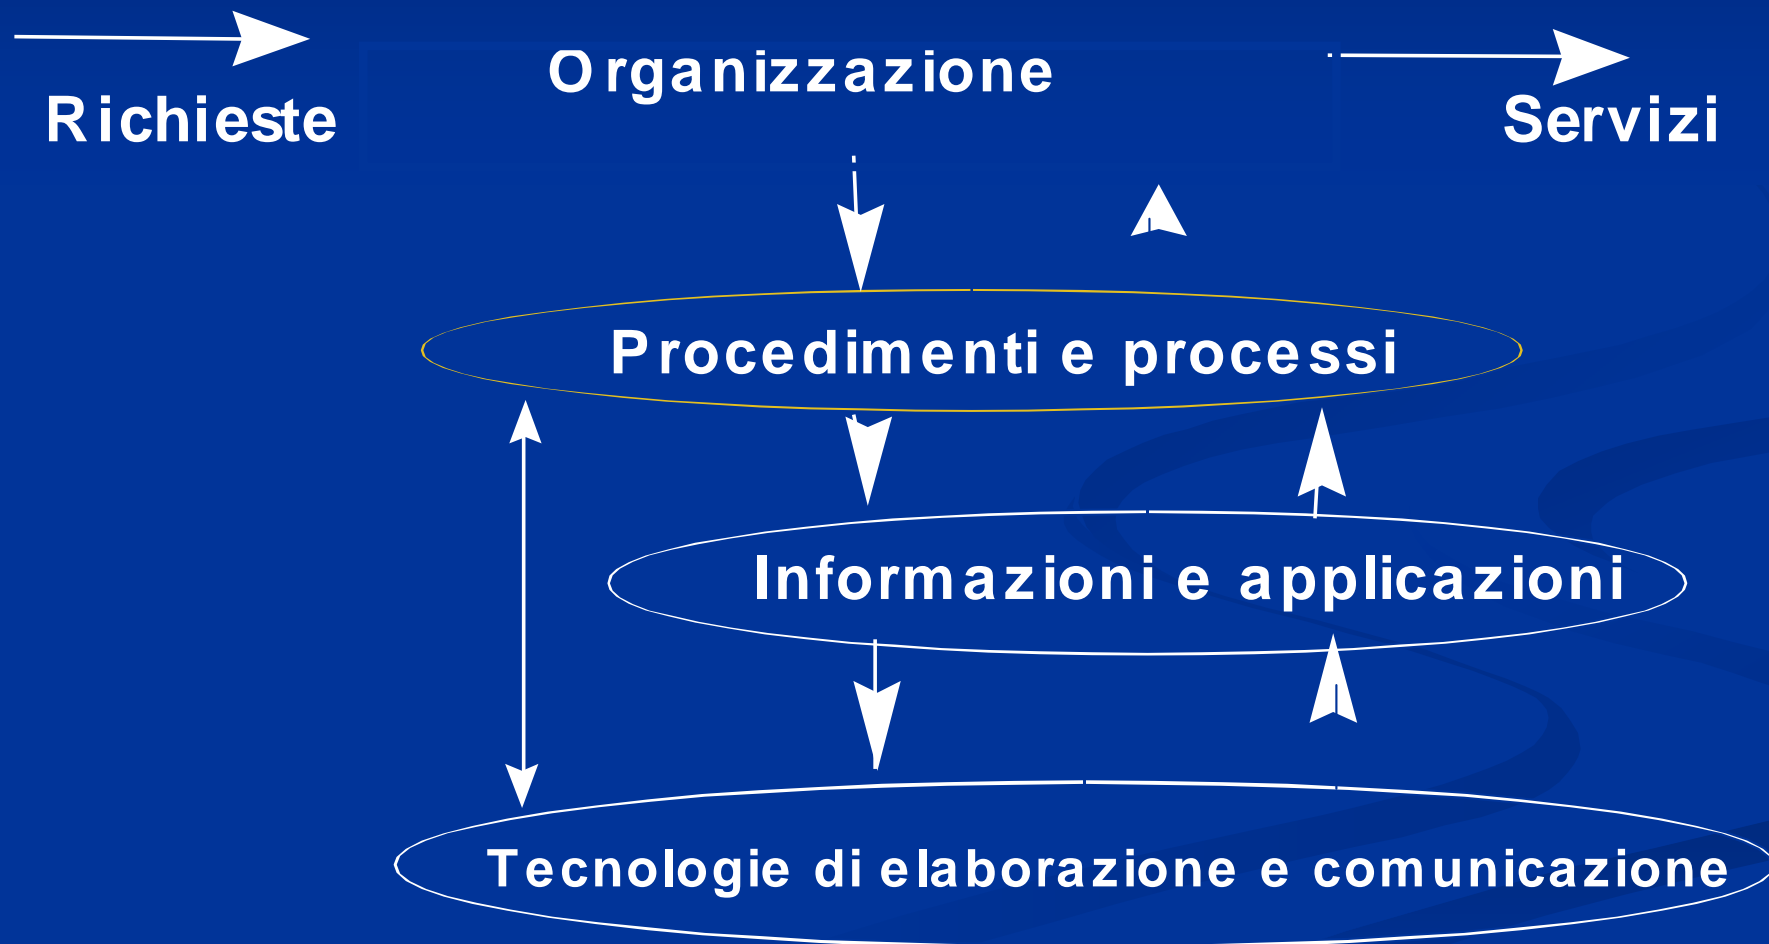 Organizzazione
Richieste
Servizi
Procedimenti e processi
Informazioni e applicazioni
Tecnologie di elaborazione e comunicazione